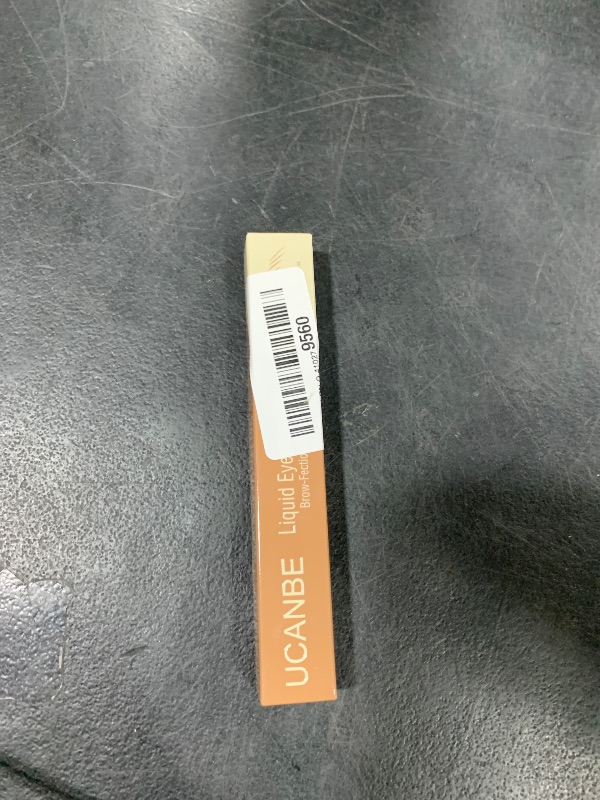 UCANBE
Liquid Eye
Brow-Fectio
9560